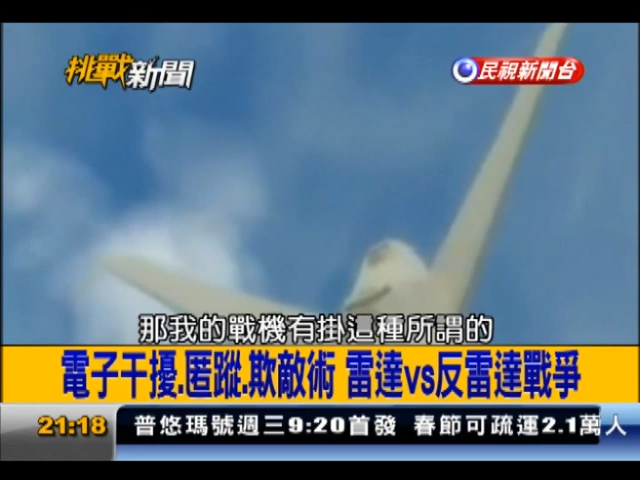 挑戰新聞
民視新聞台
那我的戰機有掛這種所謂的
電子干擾.匿蹤.欺敵術 雷達vs反雷達戰爭
21:18 普悠瑪號週三9:20首發 春節可疏運2.1萬人